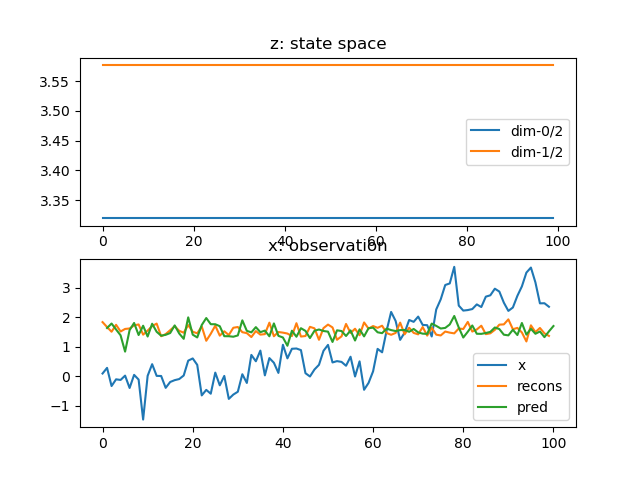 z: state space
3.55
3.50
3.45
3.40
3.35
dim-0/2
dim-1/2
0 20 40 60 80 100
x: observation
3
2
1
0
−1
x
recons
pred
0 20 40 60 80 100